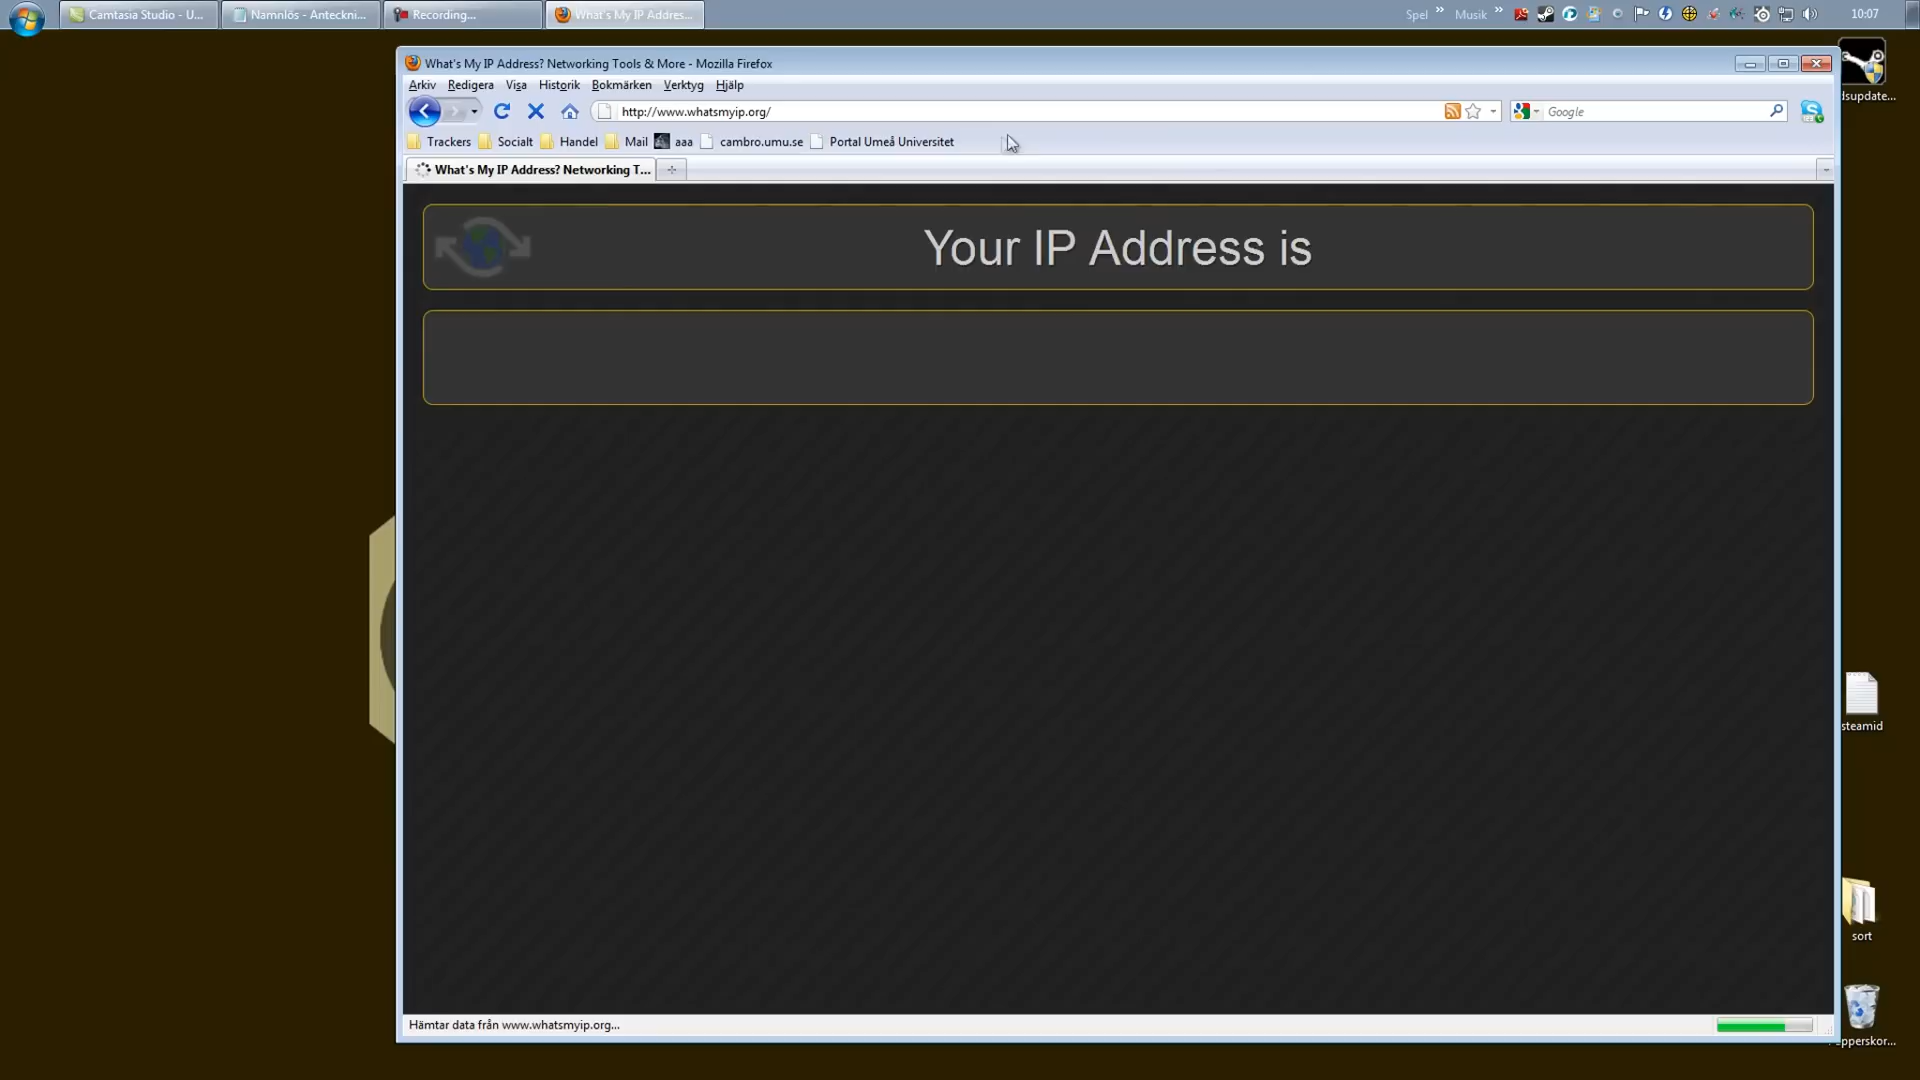 Camtasia Studio - U...
Namnlös - Anteckni...
Recording...
What's My IP Addres...
Spel »
Musik »
10:07
What's My IP Address? Networking Tools & More - Mozilla Firefox
Arkiv Redigera Visa Historik Bokmärken Verktyg Hjälp
http://www.whatsmyip.org/
Google
Trackers Socialt Handel Mail aaa cambro.umu.se Portal Umeå Universitet
What's My IP Address? Networking T...
Your IP Address is
steamid
sort
Hämtar data från www.whatsmyip.org...